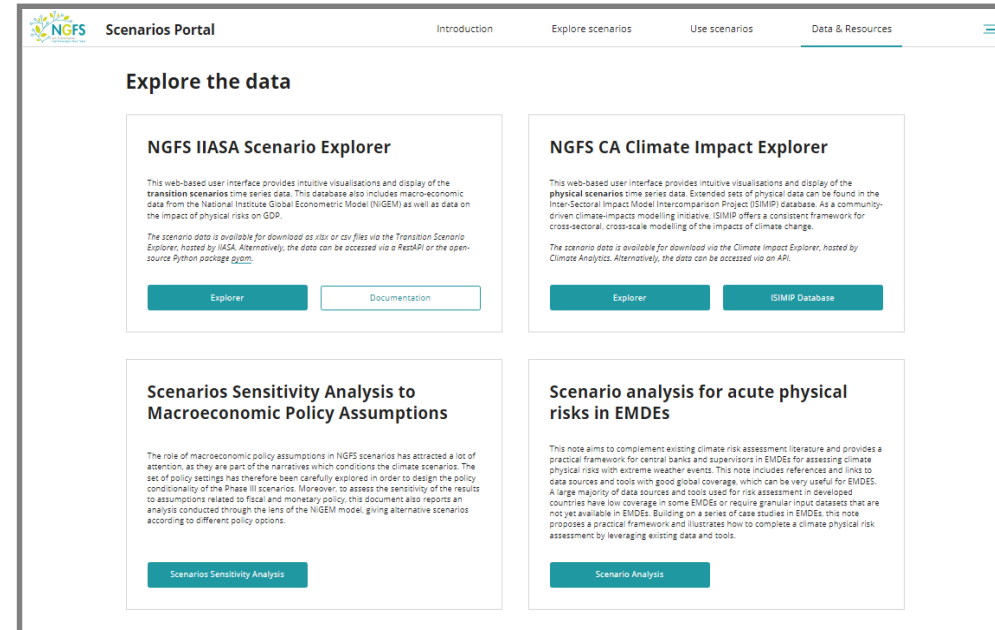 NGFS
Scenarios Portal
Introduction
Explore scenarios
Use scenarios
Data & Resources
Explore the data
NGFS IIASA Scenario Explorer
This web-based user interface provides intuitive visualisations and display of the
transition scenarios time series data. This database also includes macro-economic
data from the National Institute Global Econometric Model (NiGEM) as well as data on
the impact of physical risks on GDP.
The scenario data is available for download as xlsx or csv files via the Transition Scenario
Explorer, hosted by IIASA. Alternatively, the data can be accessed via a RestAPI or the open-
source Python package pyam.
Explorer
Documentation
NGFS CA Climate Impact Explorer
This web-based user interface provides intuitive visualisations and display of the
physical scenarios time series data. Extended sets of physical data can be found in the
Inter-Sectoral Impact Model Intercomparison Project (ISIMIP) database. As a community-
driven climate-impacts modelling initiative, ISIMIP offers a consistent framework for
cross-sectoral, cross-scale modelling of the impacts of climate change.
The scenario data is available for download via the Climate Impact Explorer, hosted by
Climate Analytics. Alternatively, the data can be accessed via an API.
Explorer
ISIMIP Database
Scenarios Sensitivity Analysis to
Macroeconomic Policy Assumptions
The role of macroeconomic policy assumptions in NGFS scenarios has attracted a lot of
attention, as they are part of the narratives which conditions the climate scenarios. The
set of policy settings has therefore been carefully explored in order to design the policy
conditionality of the Phase III scenarios. Moreover, to assess the sensitivity of the results
to assumptions related to fiscal and monetary policy, this document also reports an
analysis conducted through the lens of the NiGEM model, giving alternative scenarios
according to different policy options.
Scenarios Sensitivity Analysis
Scenario analysis for acute physical
risks in EMDEs
This note aims to complement existing climate risk assessment literature and provides a
practical framework for central banks and supervisors in EMDEs for assessing climate
physical risks with extreme weather events. This note includes references and links to
data sources and tools with good global coverage, which can be very useful for EMDES.
A large majority of data sources and tools used for risk assessment in developed
countries have low coverage in some EMDEs or require granular input datasets that are
not yet available in EMDEs. Building on a series of case studies in EMDEs, this note
proposes a practical framework and illustrates how to complete a climate physical risk
assessment by leveraging existing data and tools.
Scenario Analysis